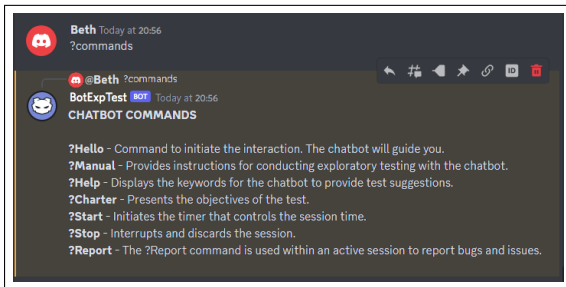 Beth Today at 20:56
?commands
@Beth ?commands
BotExpTest BOT Today at 20:56
CHATBOT COMMANDS
?Hello - Command to initiate the interaction. The chatbot will guide you.
?Manual - Provides instructions for conducting exploratory testing with the chatbot.
?Help - Displays the keywords for the chatbot to provide test suggestions.
?Charter - Presents the objectives of the test.
?Start - Initiates the timer that controls the session time.
?Stop - Interrupts and discards the session.
?Report - The ?Report command is used within an active session to report bugs and issues.
ID